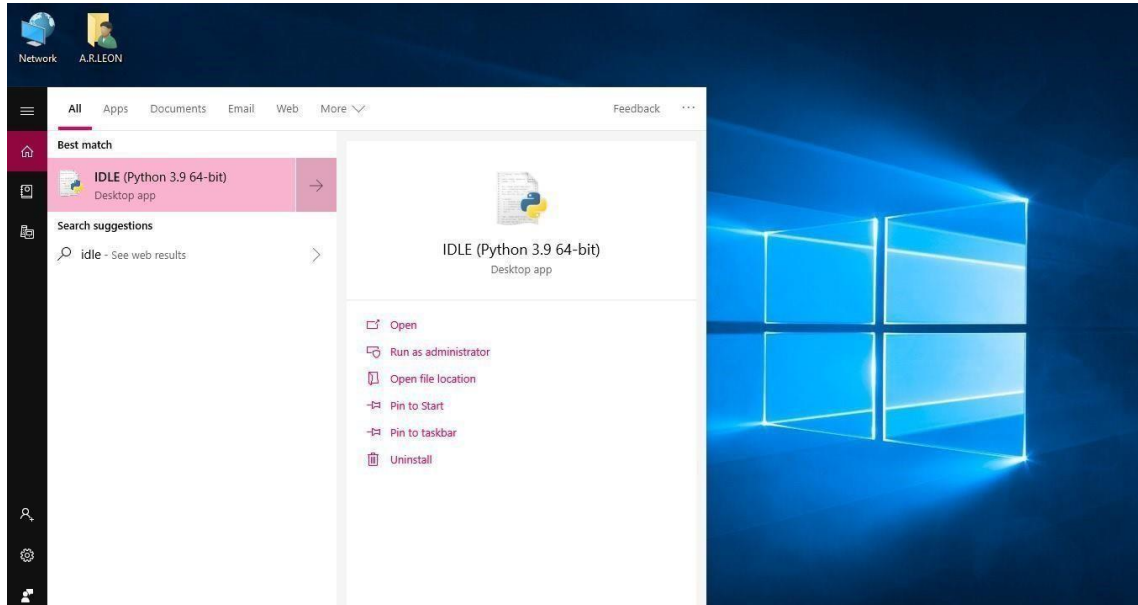 Network
A.R.LEON
All Apps Documents Email Web More Feedback ...
Best match
IDLE (Python 3.9 64-bit)
Desktop app
Search suggestions
idle - See web results
IDLE (Python 3.9 64-bit)
Desktop app
Open
Run as administrator
Open file location
Pin to Start
Pin to taskbar
Uninstall